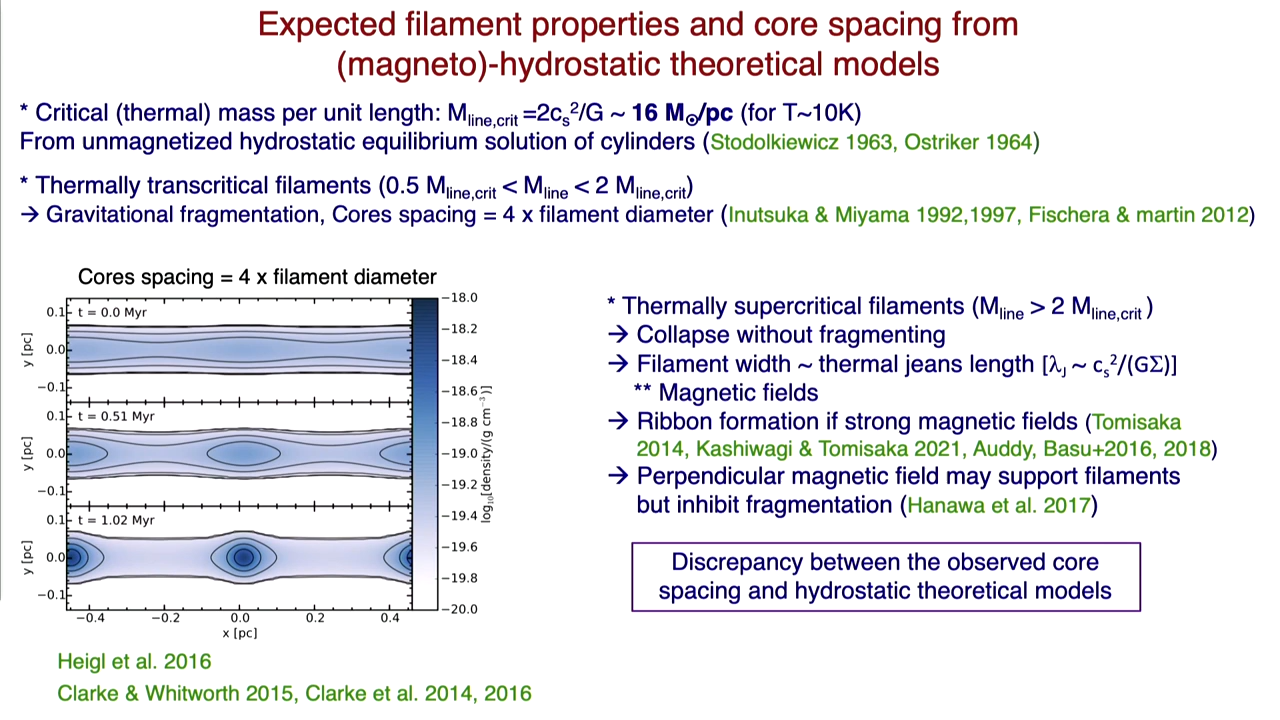 Expected filament properties and core spacing from
(magneto)-hydrostatic theoretical models
* Critical (thermal) mass per unit length: Mline,crit =2cs²/G ~ 16 M⊙/pc (for T~10K)
From unmagnetized hydrostatic equilibrium solution of cylinders (Stodolkiewicz 1963, Ostriker 1964)
* Thermally transcritical filaments (0.5 Mline,crit < Mline < 2 Mline,crit)
→ Gravitational fragmentation, Cores spacing = 4 x filament diameter (Inutsuka & Miyama 1992,1997, Fischera & martin 2012)
Cores spacing = 4 x filament diameter
t = 0.0 Myr
0.1
0.0
−0.1
y [pc]
t = 0.51 Myr
0.1
0.0
−0.1
y [pc]
t = 1.02 Myr
0.1
0.0
−0.1
y [pc]
−0.4 −0.2 0.0 0.2 0.4
x [pc]
−18.0
−18.2
−18.4
−18.6
−18.8
−19.0
−19.2
−19.4
−19.6
−19.8
−20.0
log₁₀[density/(g cm⁻³)]
Heigl et al. 2016
Clarke & Whitworth 2015, Clarke et al. 2014, 2016
* Thermally supercritical filaments (Mline > 2 Mline,crit )
→ Collapse without fragmenting
→ Filament width ~ thermal jeans length [λJ ~ cs²/(GΣ)]
** Magnetic fields
→ Ribbon formation if strong magnetic fields (Tomisaka
2014, Kashiwagi & Tomisaka 2021, Auddy, Basu+2016, 2018)
→ Perpendicular magnetic field may support filaments
but inhibit fragmentation (Hanawa et al. 2017)
Discrepancy between the observed core
spacing and hydrostatic theoretical models